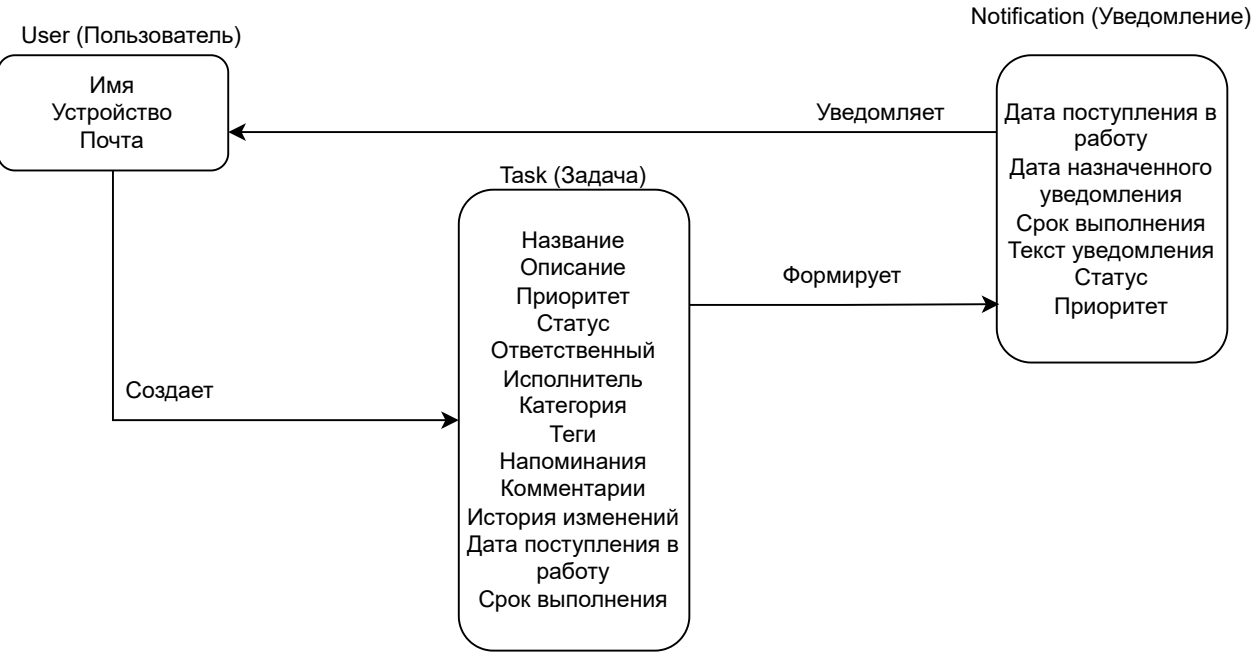 User (Пользователь)
Имя
Устройство
Почта
Notification (Уведомление)
Уведомляет
Дата поступления в
работу
Дата назначенного
уведомления
Срок выполнения
Текст уведомления
Статус
Приоритет
Task (Задача)
Название
Описание
Приоритет
Статус
Ответственный
Исполнитель
Категория
Теги
Напоминания
Комментарии
История изменений
Дата поступления в
работу
Срок выполнения
Формирует
Создает